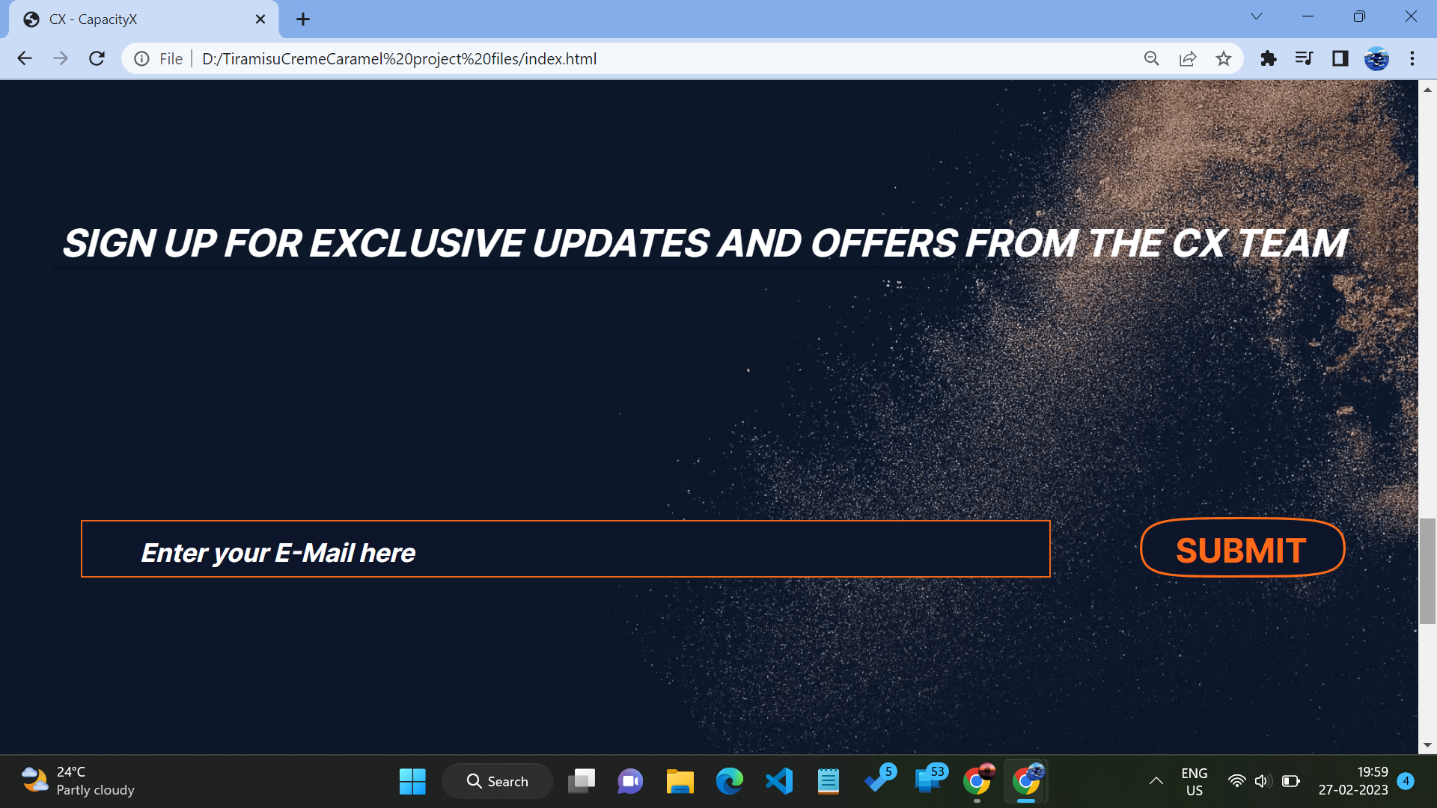 CX - CapacityX
File
D:/TiramisuCremeCaramel%20project%20files/index.html
SIGN UP FOR EXCLUSIVE UPDATES AND OFFERS FROM THE CX TEAM
Enter your E-Mail here
SUBMIT
24°C
Partly cloudy
Search
5
53
ENG
US
19:59
27-02-2023
4